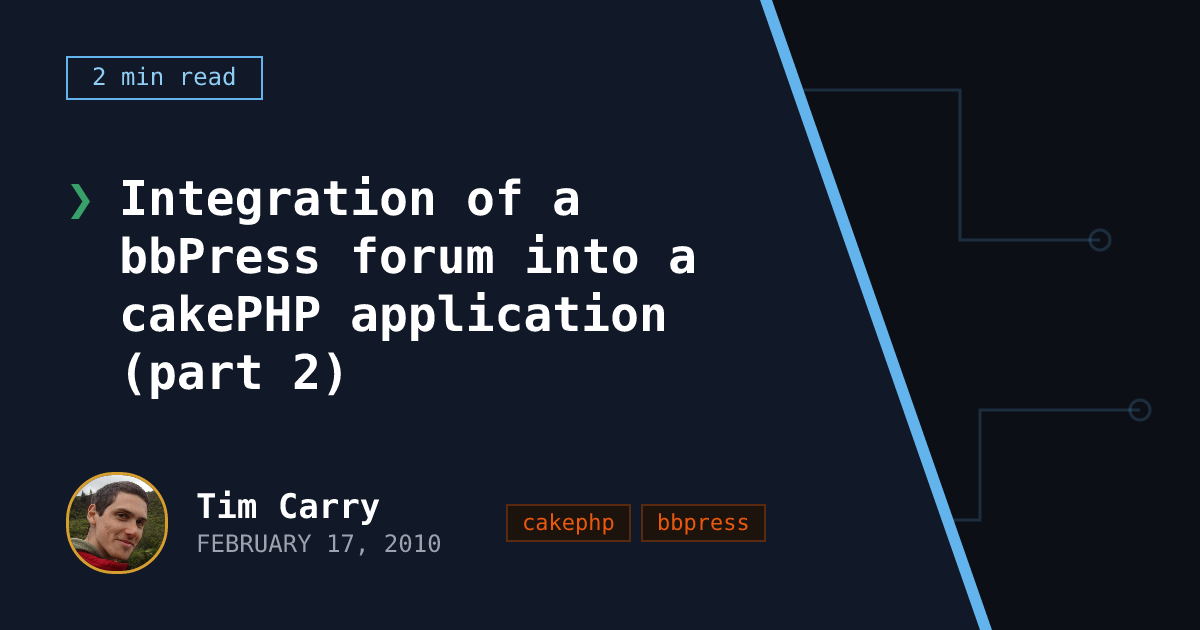 2 min read
❯ Integration of a
bbPress forum into a
cakePHP application
(part 2)
Tim Carry
FEBRUARY 17, 2010
cakephp bbpress